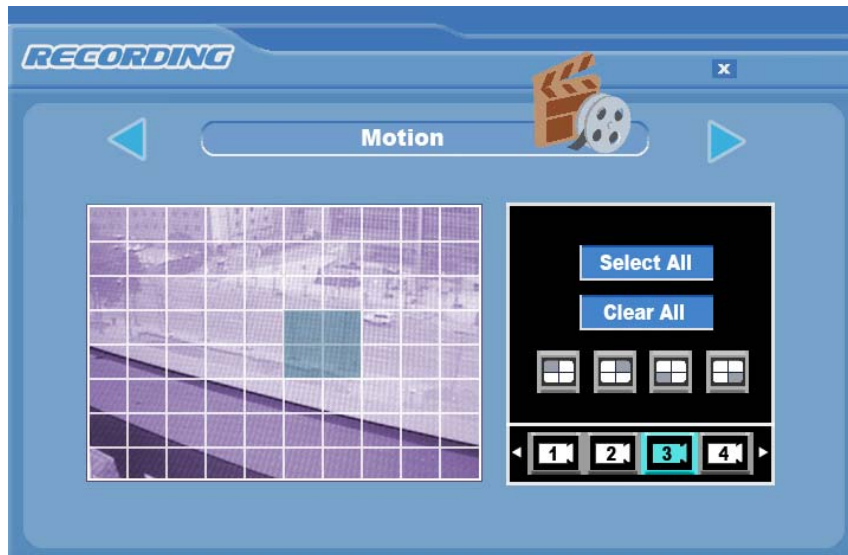 RECORDING
x
Motion
Select All
Clear All
1 2 3 4